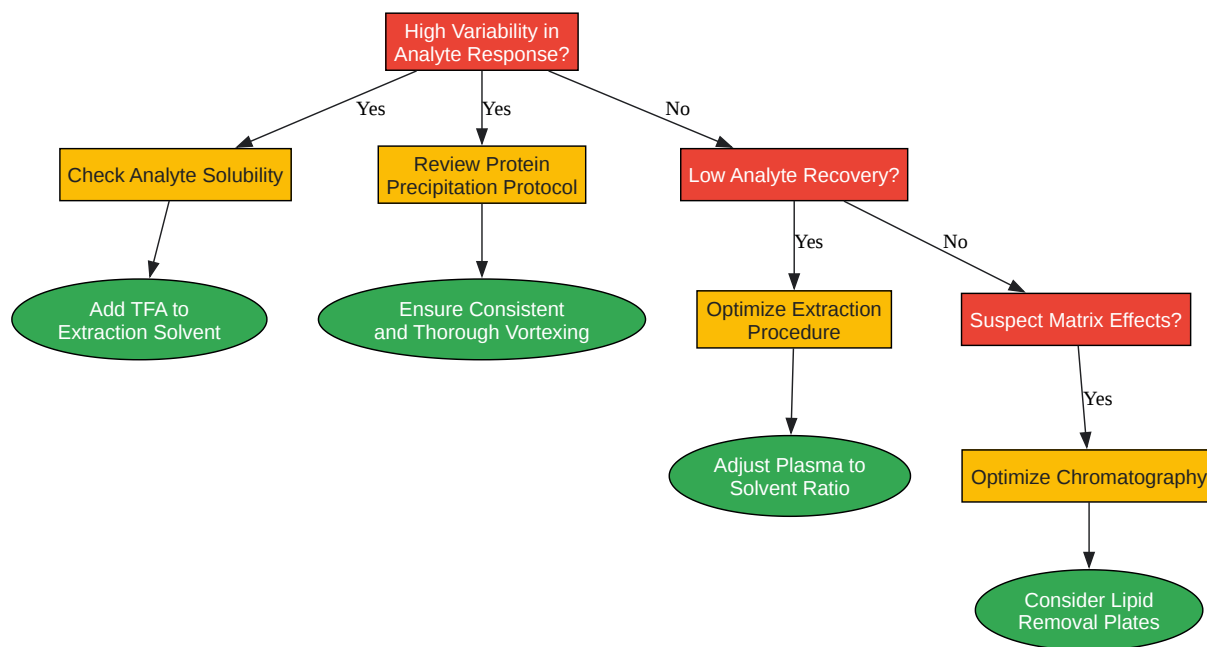 High Variability in
Analyte Response?
Yes
Yes
No
Check Analyte Solubility
Review Protein
Precipitation Protocol
Low Analyte Recovery?
Yes
No
Add TFA to
Extraction Solvent
Ensure Consistent
and Thorough Vortexing
Optimize Extraction
Procedure
Suspect Matrix Effects?
Yes
Adjust Plasma to
Solvent Ratio
Optimize Chromatography
Consider Lipid
Removal Plates